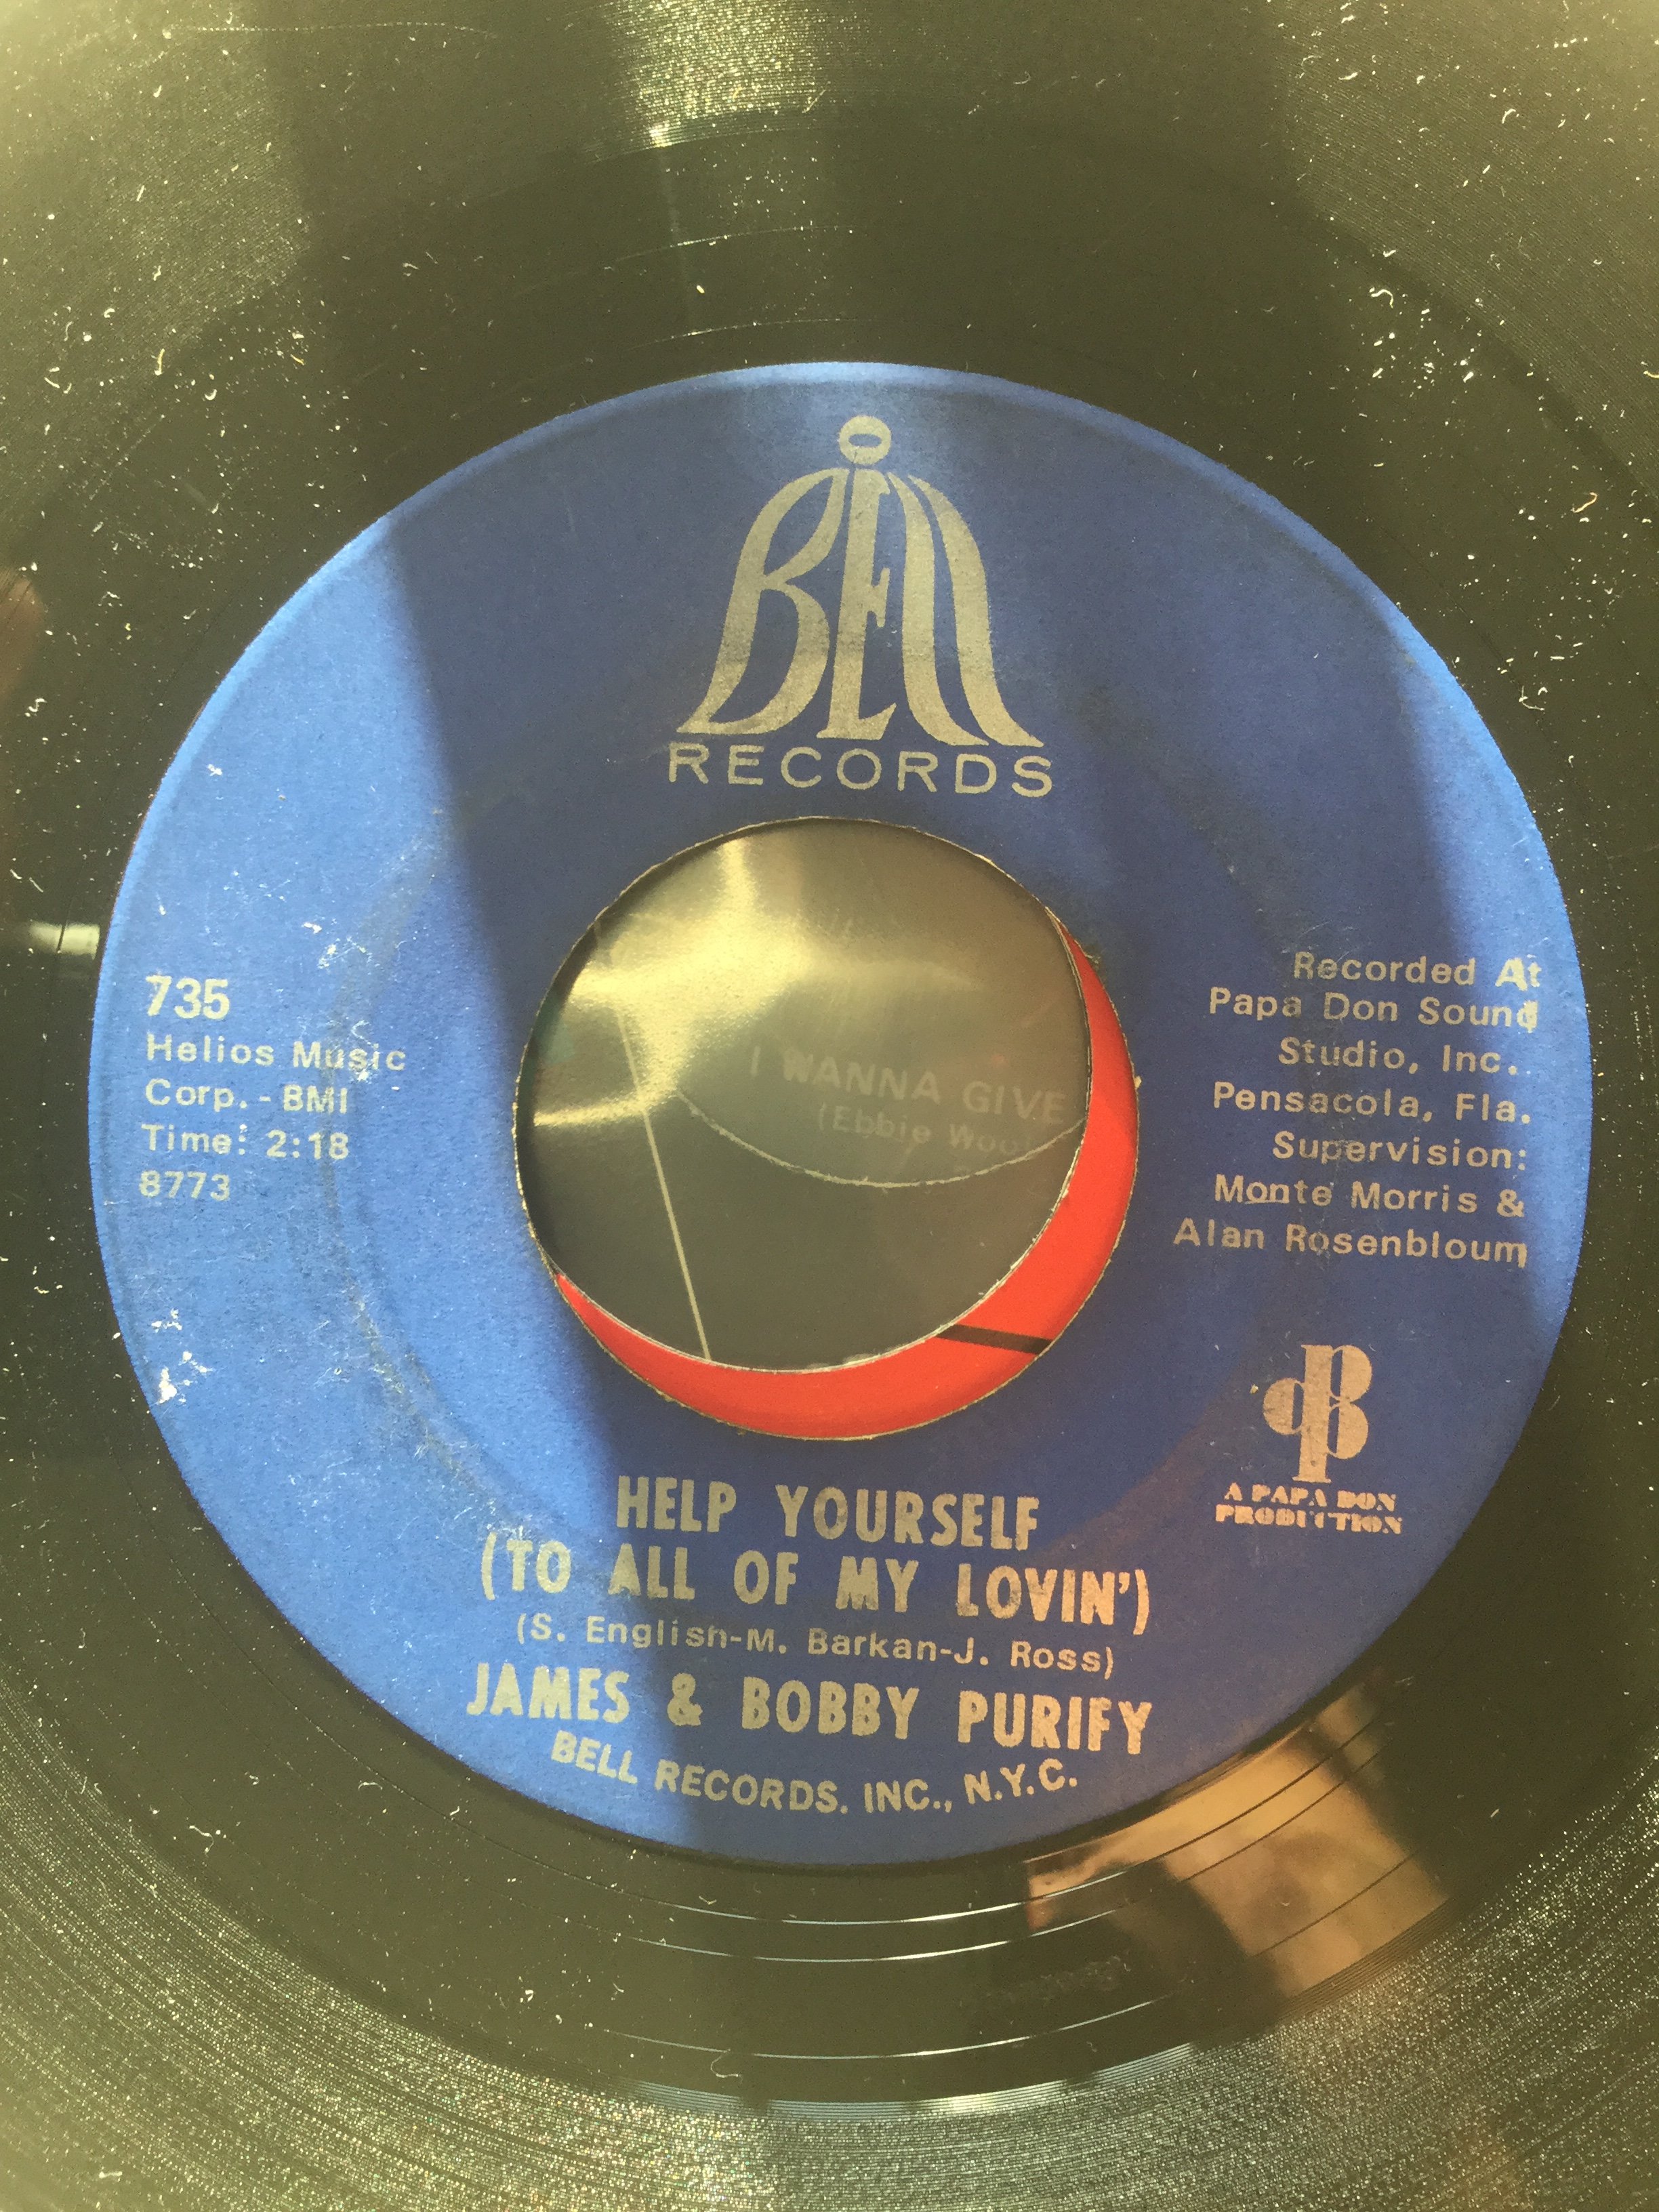 BELL
RECORDS
735
Helios Music
Corp. - BMI
Time: 2:18
8773
Recorded At
Papa Don Sound
Studio, Inc.
Pensacola, Fla.
Supervision:
Monte Morris &
Alan Rosenbloum
I WANNA GIVE
(Ebbie
A PAPA DON
PRODUCTION
HELP YOURSELF
(TO ALL OF MY LOVIN')
(S. English-M. Barkan-J. Ross)
JAMES & BOBBY PURIFY
BELL RECORDS. INC., N.Y.C.